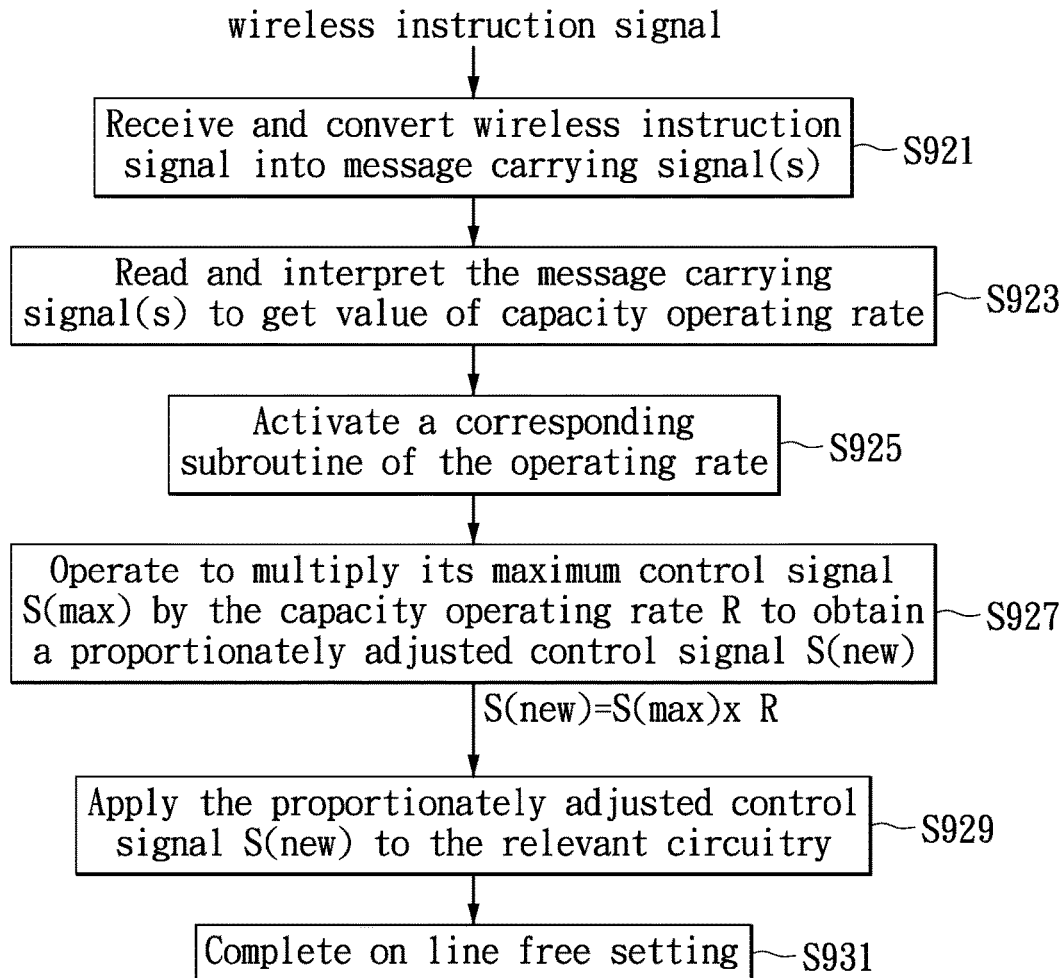 wireless instruction signal
Receive and convert wireless instruction
signal into message carrying signal(s)
S921
Read and interpret the message carrying
signal(s) to get value of capacity operating rate
S923
Activate a corresponding
subroutine of the operating rate
S925
Operate to multiply its maximum control signal
S(max) by the capacity operating rate R to obtain
a proportionately adjusted control signal S(new)
S927
S(new)=S(max)x R
Apply the proportionately adjusted control
signal S(new) to the relevant circuitry
S929
Complete on line free setting
S931